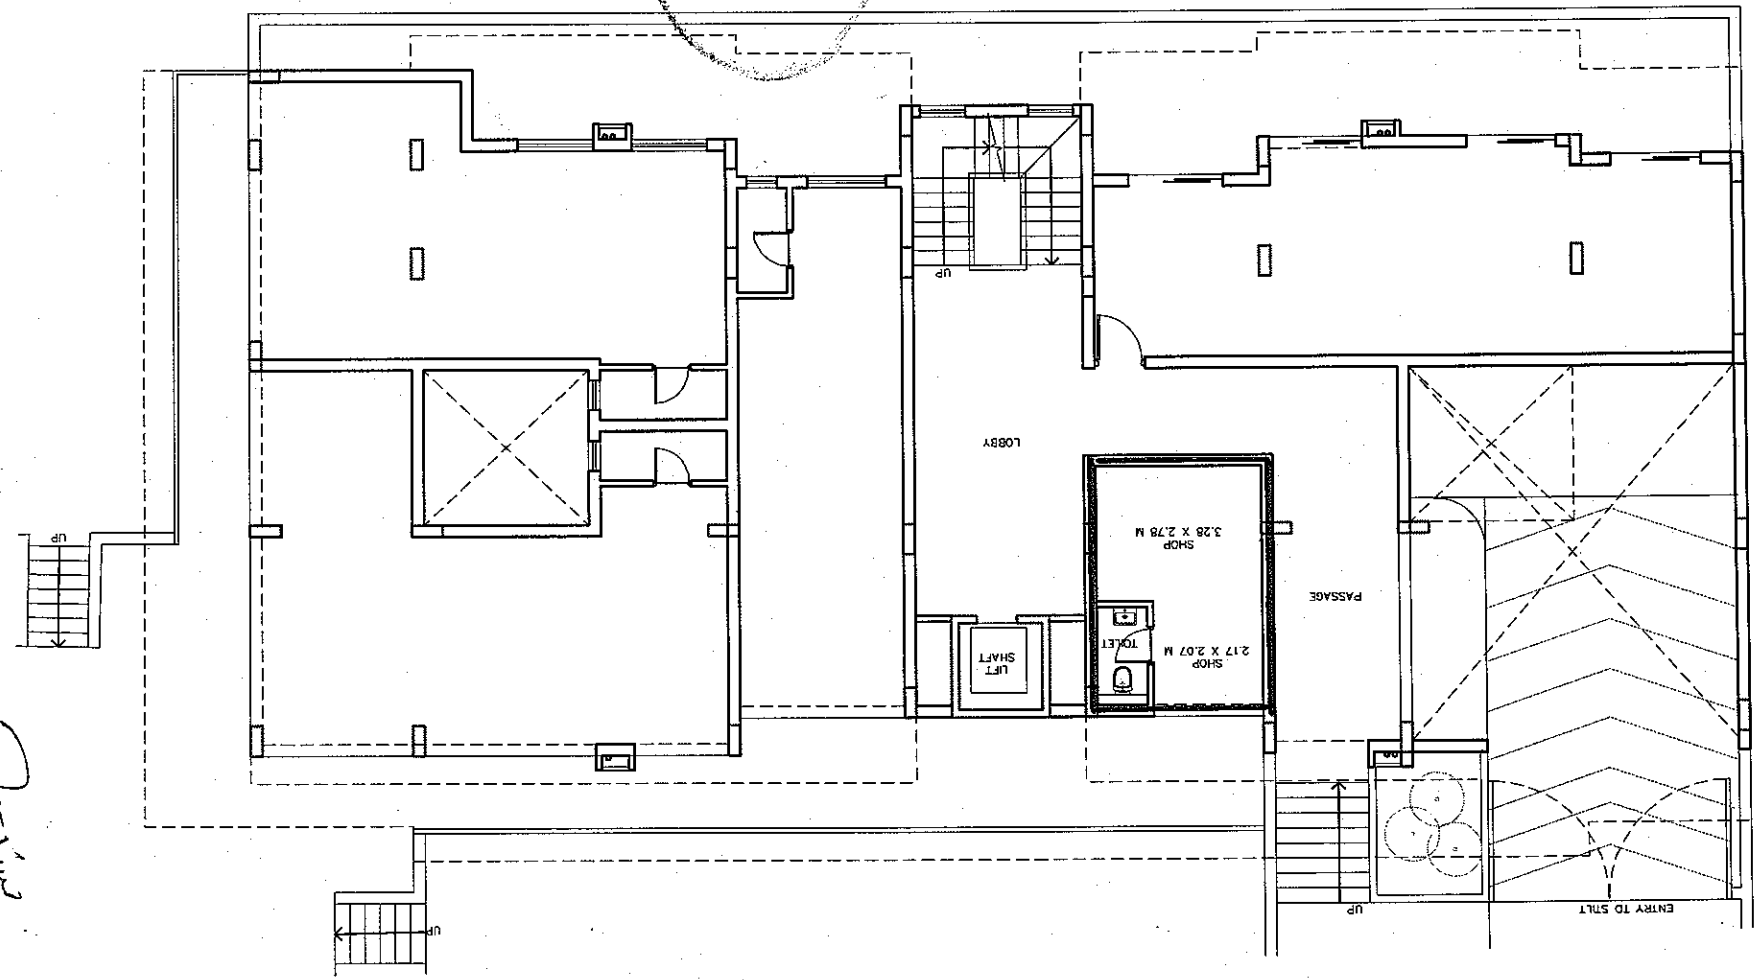 ENTRY TO STILT
UP
UP
SHOP
2.17 X 2.07 M
TOILET
LIFT
SHAFT
PASSAGE
SHOP
3.28 X 2.78 M
UP
LOBBY
UP